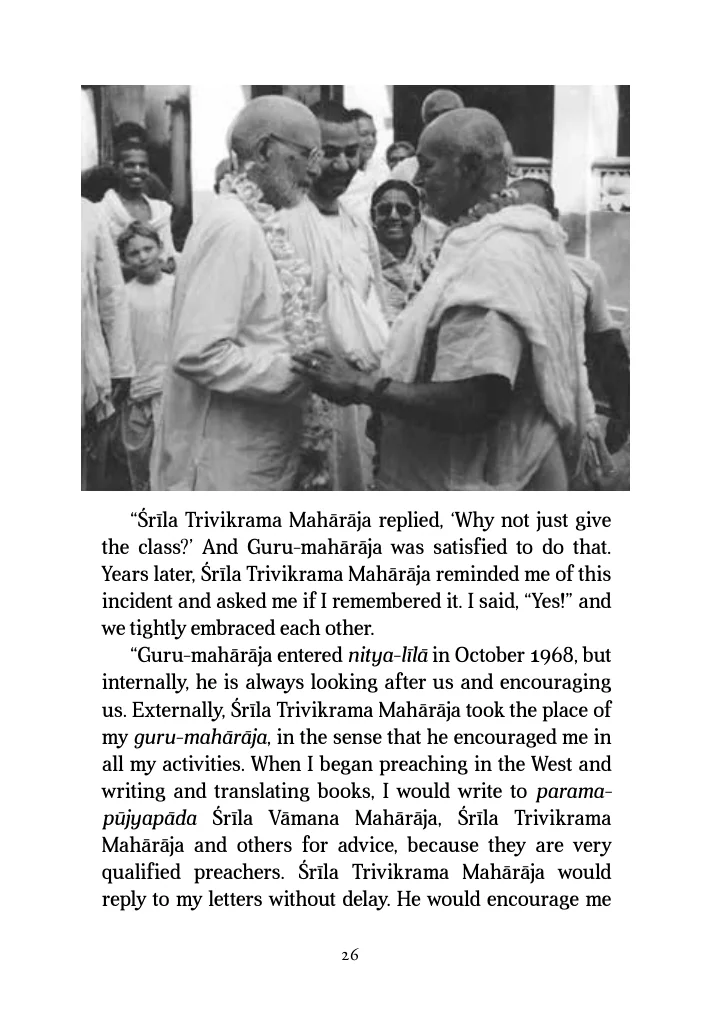 “Śrīla Trivikrama Mahārāja replied, ‘Why not just give
the class?’ And Guru-mahārāja was satisfied to do that.
Years later, Śrīla Trivikrama Mahārāja reminded me of this
incident and asked me if I remembered it. I said, “Yes!” and
we tightly embraced each other.
“Guru-mahārāja entered nitya-līlā in October 1968, but
internally, he is always looking after us and encouraging
us. Externally, Śrīla Trivikrama Mahārāja took the place of
my guru-mahārāja, in the sense that he encouraged me in
all my activities. When I began preaching in the West and
writing and translating books, I would write to parama-
pūjyapāda Śrīla Vāmana Mahārāja, Śrīla Trivikrama
Mahārāja and others for advice, because they are very
qualified preachers. Śrīla Trivikrama Mahārāja would
reply to my letters without delay. He would encourage me
26